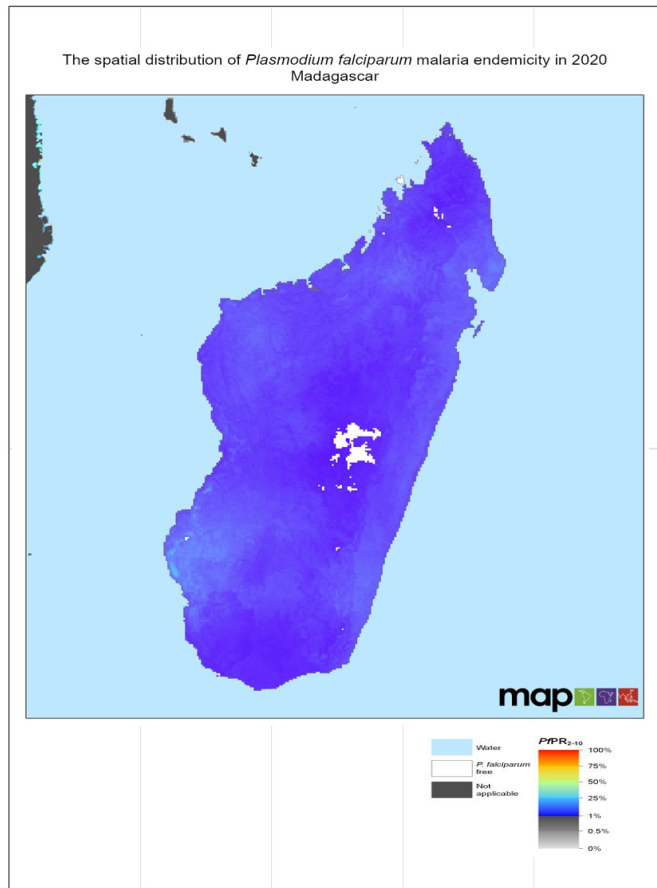 The spatial distribution of Plasmodium falciparum malaria endemicity in 2020
Madagascar
map
Water
P. falciparum
free
Not
applicable
PfPR2-10
100%
75%
50%
25%
1%
0.5%
0%